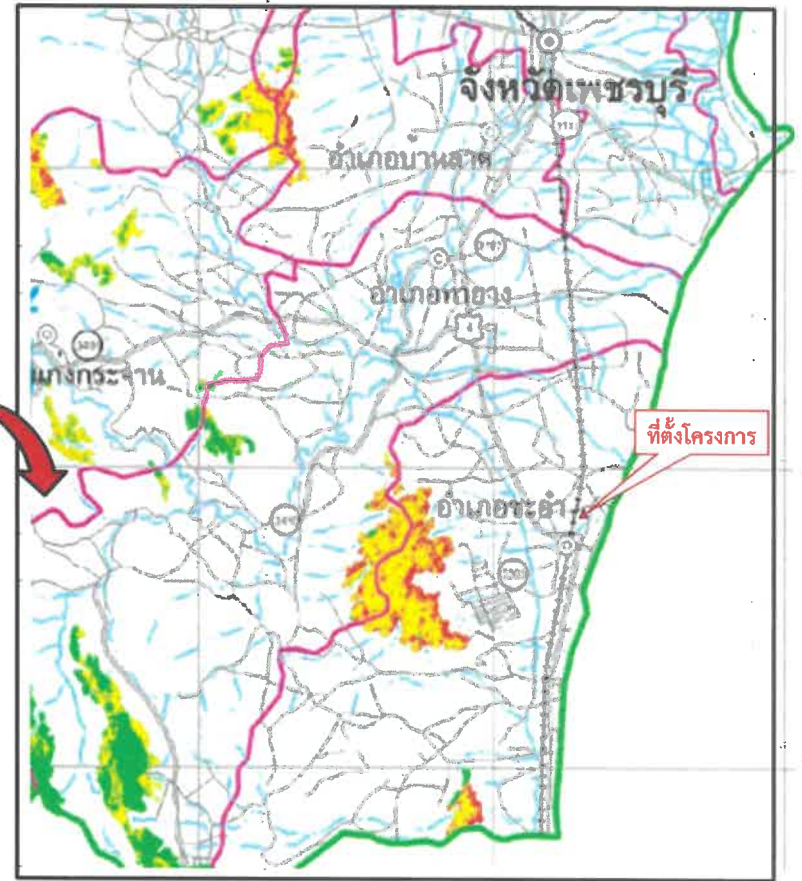 จังหวัดเพชรบุรี
อำเภอบ้านลาด
อำเภอท่ายาง
4
แก่งกระจาน
ที่ตั้งโครงการ
อำเภอชะอำ